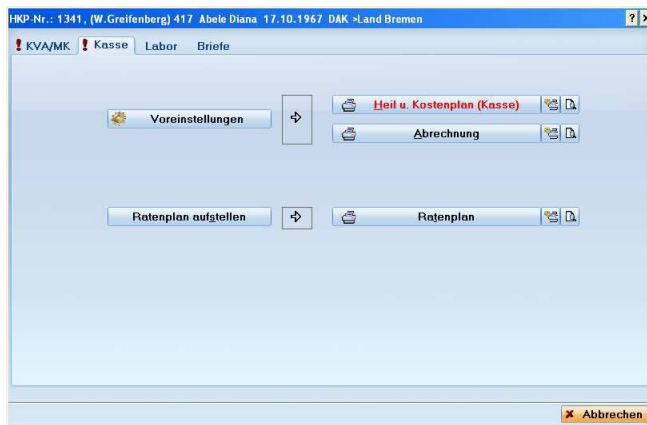 HKP-Nr.: 1341, (W.Greifenberg) 417 Abele Diana 17.10.1967 DAK >Land Bremen
! KVA/MK ! Kasse Labor Briefe
Voreinstellungen
Heil u. Kostenplan (Kasse)
Abrechnung
Ratenplan aufstellen
Ratenplan
Abbrechen